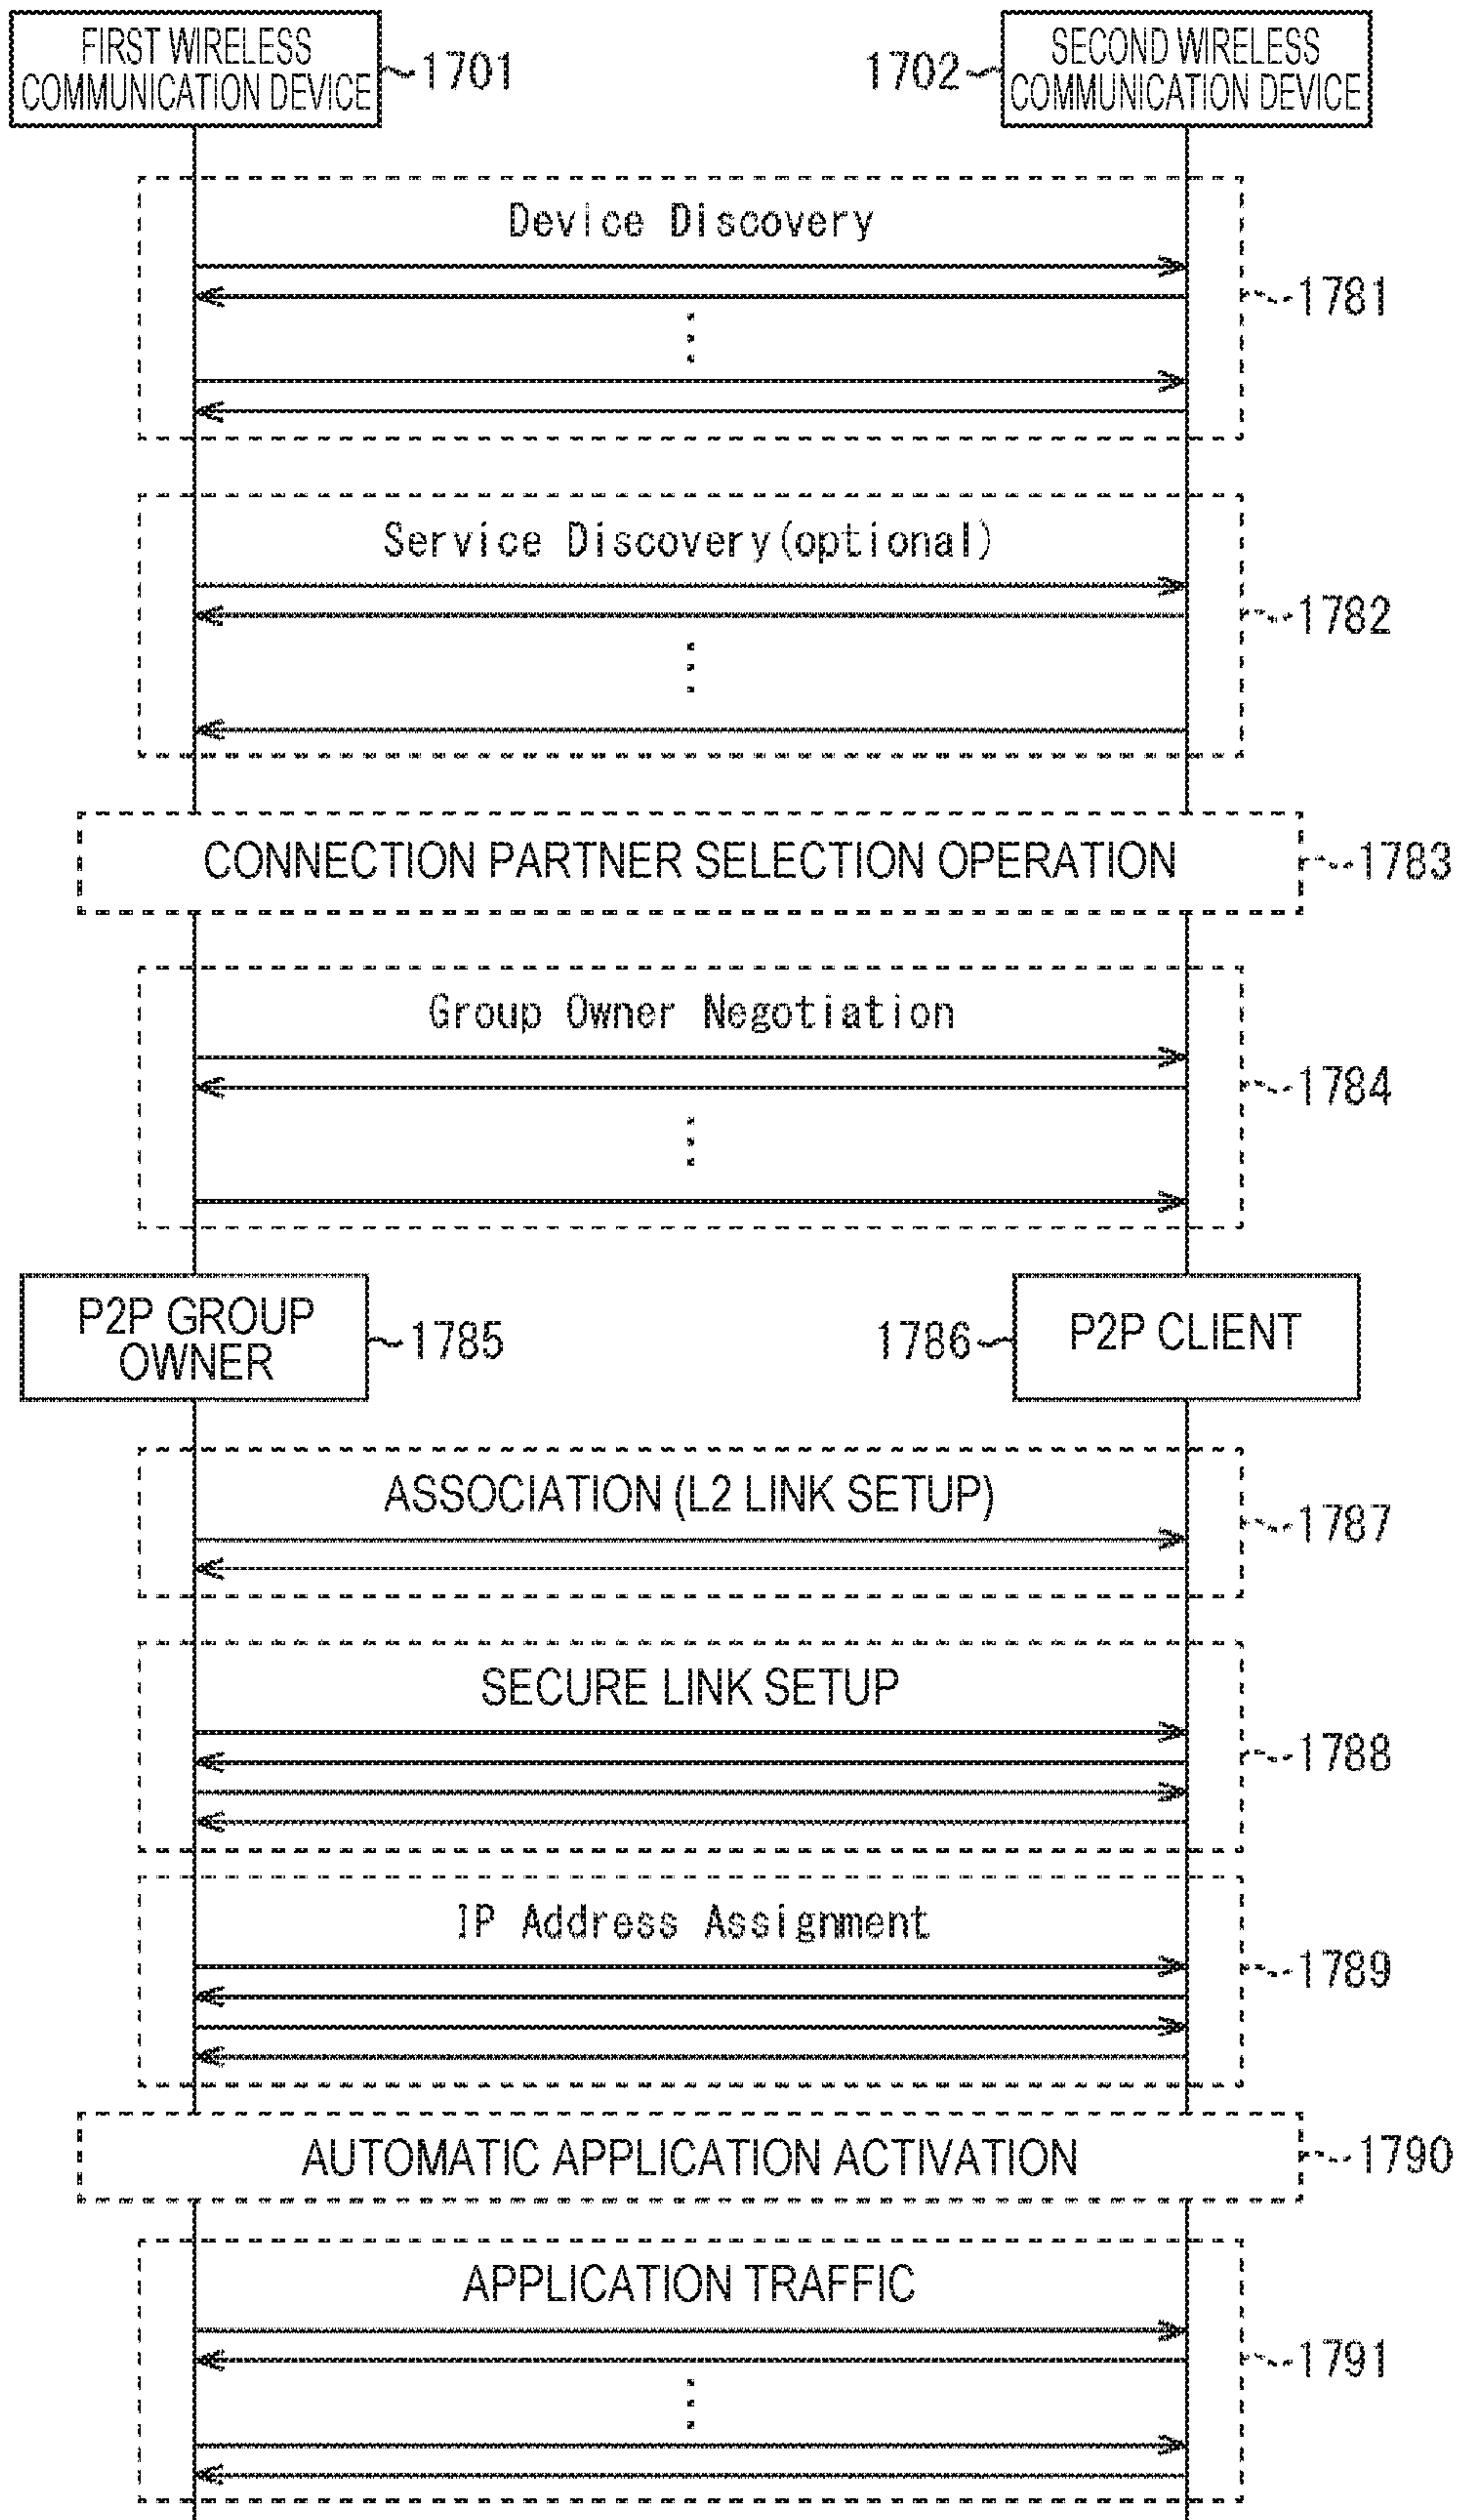 FIRST WIRELESS
COMMUNICATION DEVICE
1701
1702
SECOND WIRELESS
COMMUNICATION DEVICE
Device Discovery
1781
Service Discovery(optional)
1782
CONNECTION PARTNER SELECTION OPERATION
1783
Group Owner Negotiation
1784
P2P GROUP
OWNER
1785
1786
P2P CLIENT
ASSOCIATION (L2 LINK SETUP)
1787
SECURE LINK SETUP
1788
IP Address Assignment
1789
AUTOMATIC APPLICATION ACTIVATION
1790
APPLICATION TRAFFIC
1791